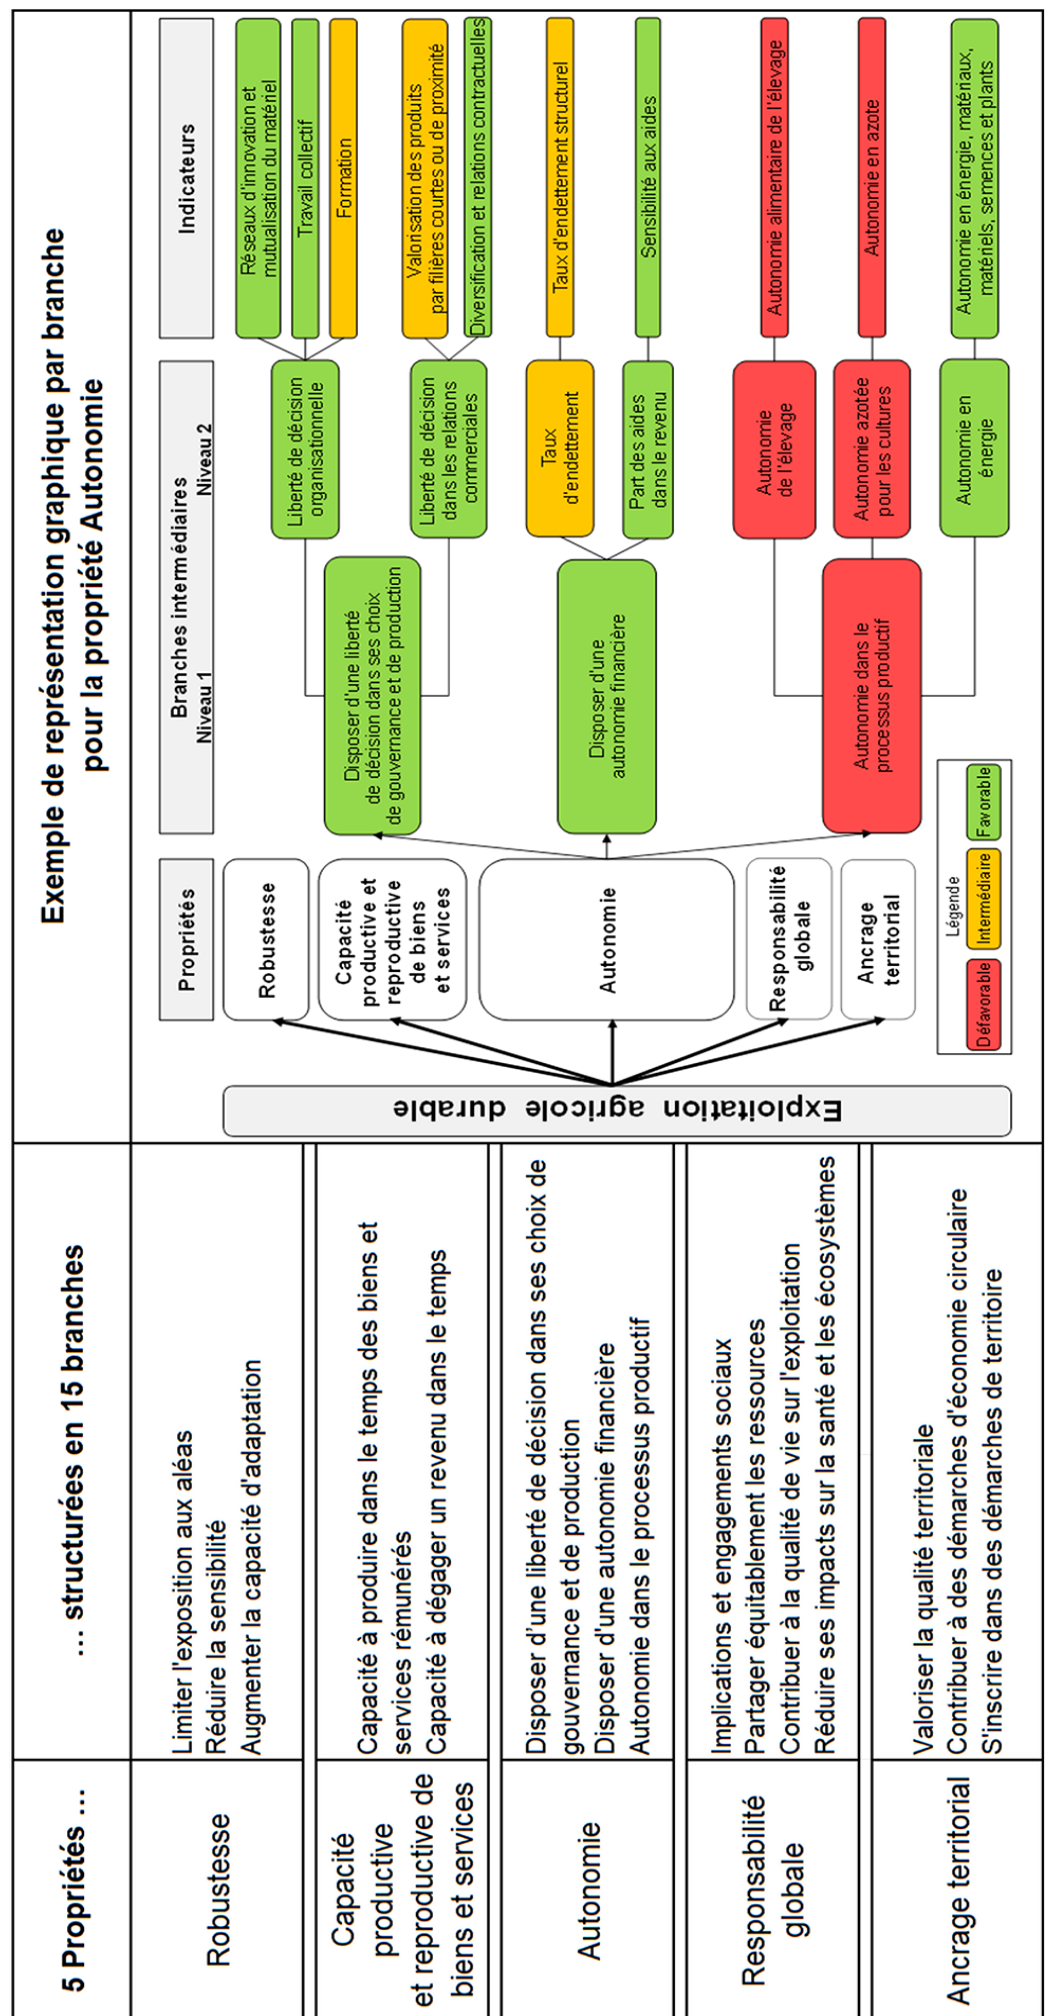 5 Propriétés ...
... structurées en 15 branches
Exemple de représentation graphique par branche
pour la propriété Autonomie
Robustesse
Limiter l'exposition aux aléas
Réduire la sensibilité
Augmenter la capacité d'adaptation
Capacité
productive
et reproductive de
biens et services
Capacité à produire dans le temps des biens et
services rémunérés
Capacité à dégager un revenu dans le temps
Autonomie
Disposer d'une liberté de décision dans ses choix de
gouvernance et de production
Disposer d'une autonomie financière
Autonomie dans le processus productif
Responsabilité
globale
Implications et engagements sociaux
Partager équitablement les ressources
Contribuer à la qualité de vie sur l'exploitation
Réduire ses impacts sur la santé et les écosystèmes
Ancrage territorial
Valoriser la qualité territoriale
Contribuer à des démarches d'économie circulaire
S'inscrire dans des démarches de territoire
Exploitation agricole durable
Propriétés
Robustesse
Capacité
productive et
reproductive
de biens
et services
Autonomie
Responsabilité
globale
Ancrage
territorial
Légende
Défavorable
Intermédiaire
Favorable
Branches intermédiaires
Niveau 1
Niveau 2
Disposer d'une liberté
de décision dans ses choix
de gouvernance et de production
Disposer d'une
autonomie financière
Autonomie dans le
processus productif
Liberté de décision
organisationnelle
Liberté de décision
dans les relations
commerciales
Taux
d'endettement
Part des aides
dans le revenu
Autonomie
de l'élevage
Autonomie azotée
pour les cultures
Autonomie en
énergie
Indicateurs
Réseaux d'innovation et
mutualisation du matériel
Travail collectif
Formation
Valorisation des produits
par filières courtes ou de proximité
Diversification et relations contractuelles
Taux d'endettement structurel
Sensibilité aux aides
Autonomie alimentaire de l'élevage
Autonomie en azote
Autonomie en énergie, matériaux,
matériels, semences et plants